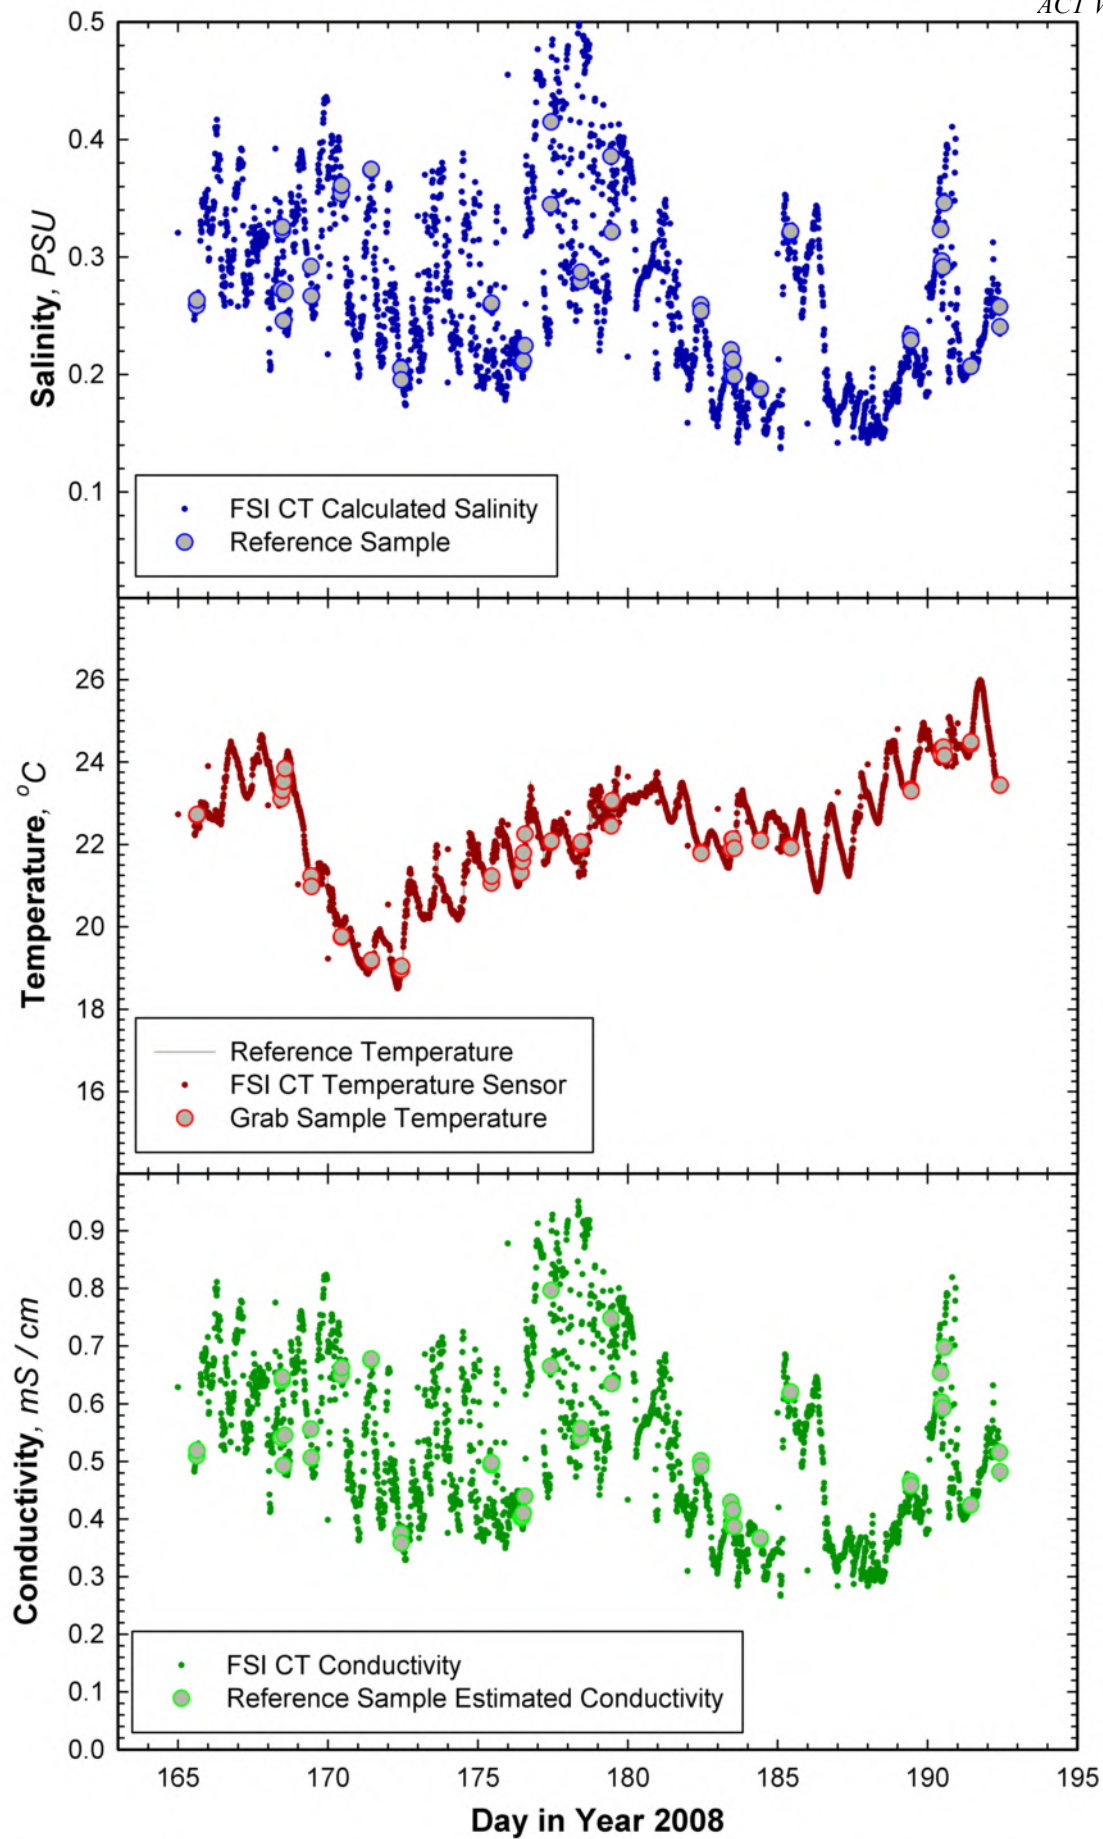 ACT V
0.5
0.4
0.3
0.2
0.1
Salinity, PSU
FSI CT Calculated Salinity
Reference Sample
26
24
22
20
18
16
Temperature, °C
Reference Temperature
FSI CT Temperature Sensor
Grab Sample Temperature
0.9
0.8
0.7
0.6
0.5
0.4
0.3
0.2
0.1
0.0
Conductivity, mS / cm
FSI CT Conductivity
Reference Sample Estimated Conductivity
165 170 175 180 185 190 195
Day in Year 2008